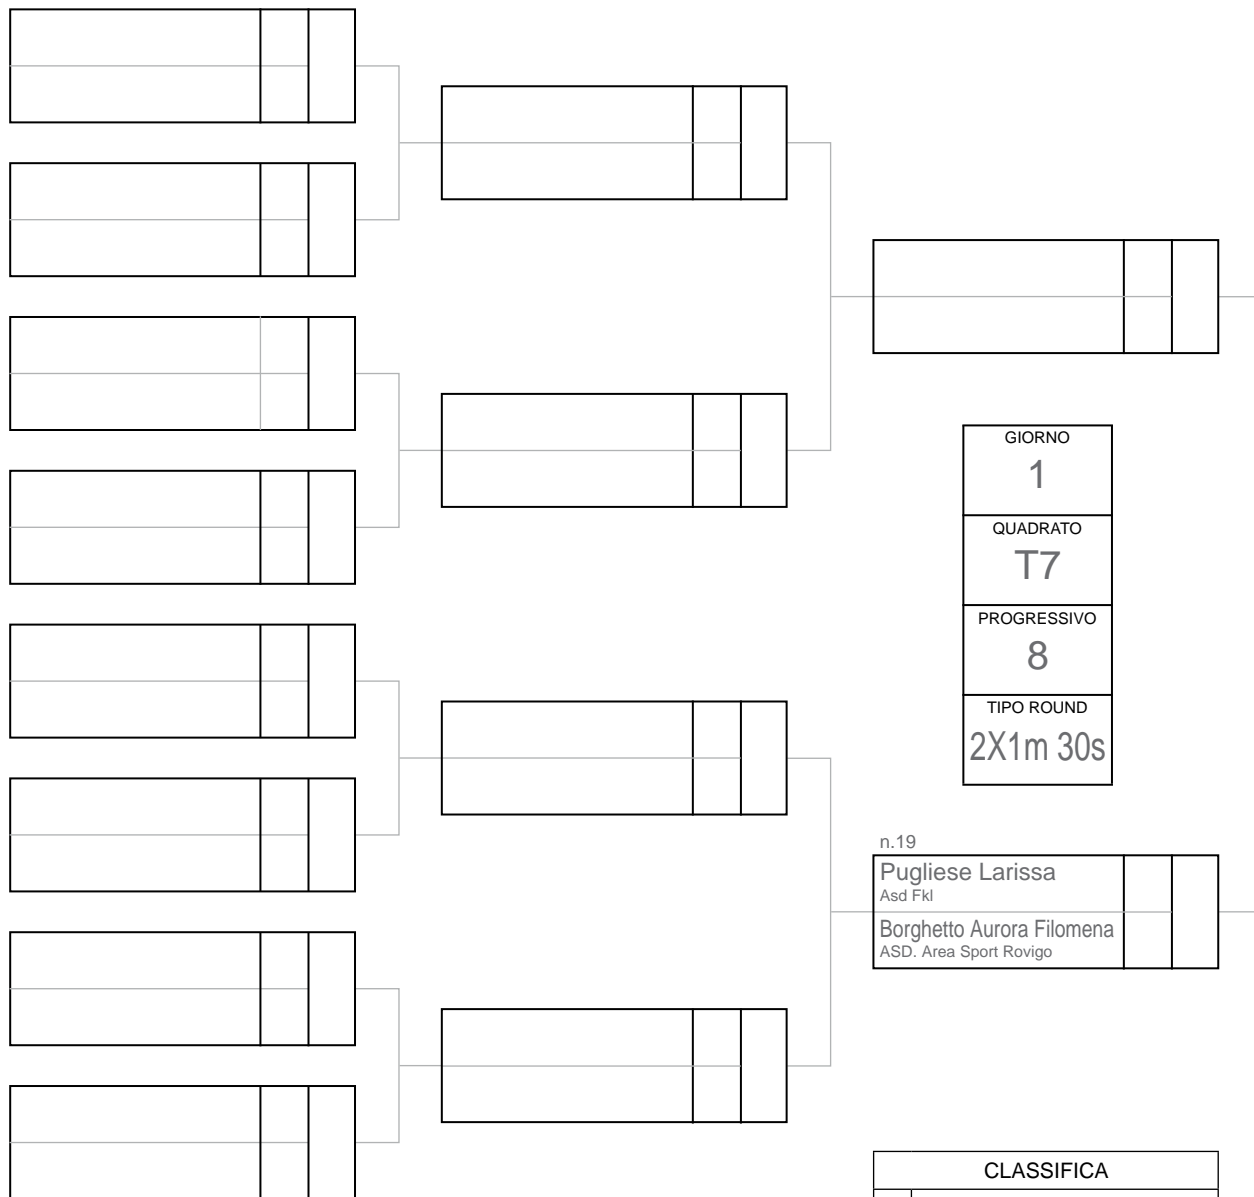 GIORNO
1
QUADRATO
T7
PROGRESSIVO
8
TIPO ROUND
2X1m 30s
n.19
Pugliese Larissa
Asd Fkl
Borghetto Aurora Filomena
ASD. Area Sport Rovigo
CLASSIFICA